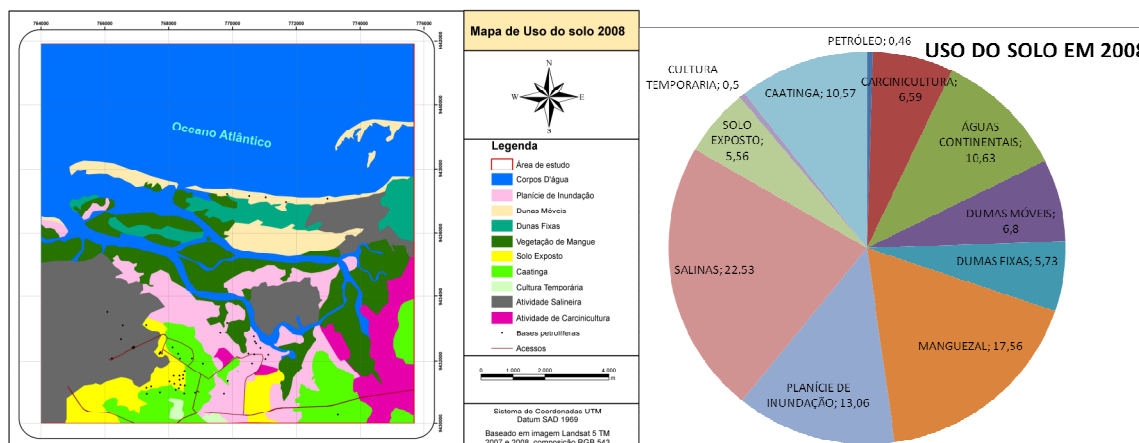 764000 766000 768000 770000 772000 774000 776000
Oceano Atlântico
Mapa de Uso do solo 2008
N
W E
S
Legenda
Área de estudo
Corpos D'água
Planície de Inundação
Dunas Móveis
Dunas Fixas
Vegetação de Mangue
Solo Exposto
Caatinga
Cultura Temporária
Atividade Salineira
Atividade de Carcinicultura
Bases petrolíferas
Acessos
0 1.000 2.000 4.000
m
Sistema de Coordenadas UTM
Datum SAD 1969
Baseado em imagem Landsat 5 TM
2007 e 2008, composição RGB 543
USO DO SOLO EM 2008
PETRÓLEO; 0,46
CARCINICULTURA;
6,59
ÁGUAS
CONTINENTAIS;
10,63
DUMAS MÓVEIS;
6,8
DUMAS FIXAS; 5,73
MANGUEZAL; 17,56
PLANÍCIE DE
INUNDAÇÃO; 13,06
SALINAS; 22,53
SOLO
EXPOSTO;
5,56
CULTURA
TEMPORARIA; 0,5
CAATINGA; 10,57